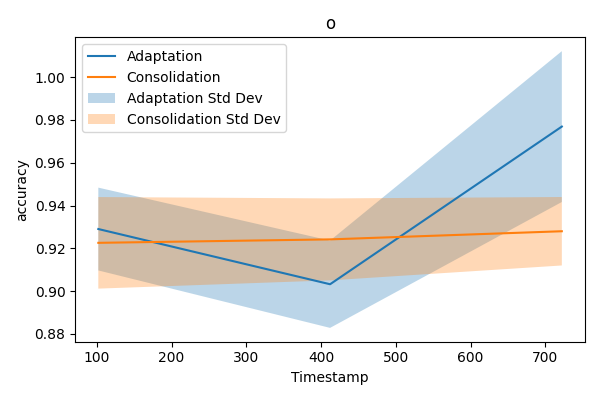 o
Adaptation
Consolidation
Adaptation Std Dev
Consolidation Std Dev
accuracy
1.00
0.98
0.96
0.94
0.92
0.90
0.88
100 200 300 400 500 600 700
Timestamp